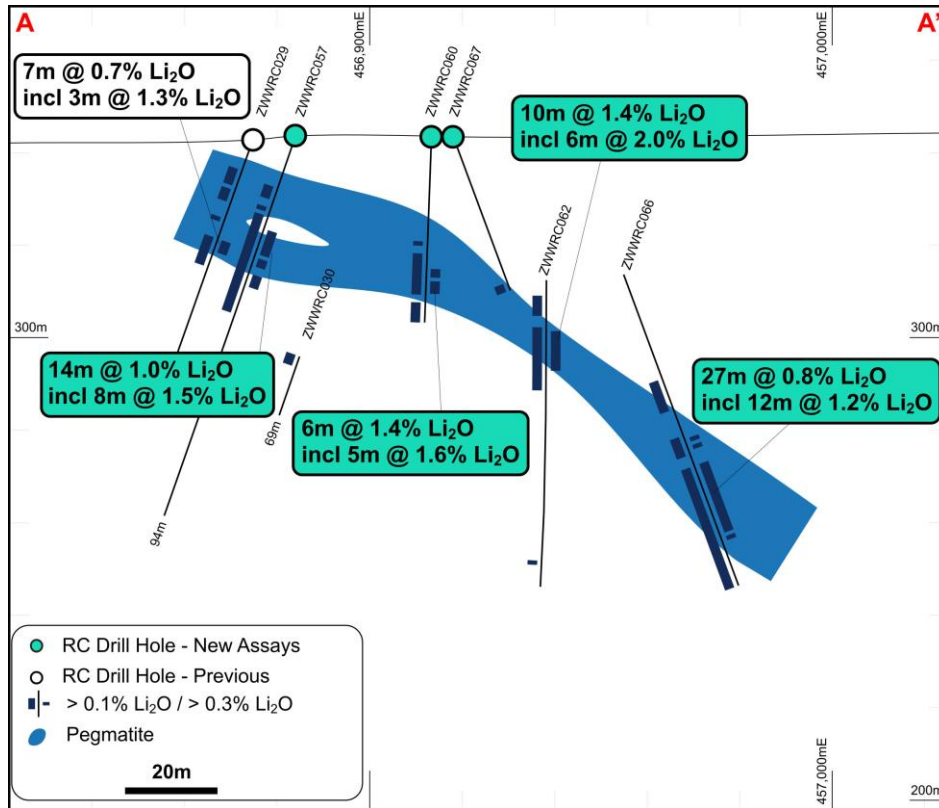 A
A'
456,900mE
457,000mE
ZWWRC029
ZWWRC057
ZWWRC060
ZWWRC067
7m @ 0.7% Li₂O
incl 3m @ 1.3% Li₂O
10m @ 1.4% Li₂O
incl 6m @ 2.0% Li₂O
ZWWRC062
ZWWRC066
ZWWRC030
300m
300m
14m @ 1.0% Li₂O
incl 8m @ 1.5% Li₂O
27m @ 0.8% Li₂O
incl 12m @ 1.2% Li₂O
6m @ 1.4% Li₂O
incl 5m @ 1.6% Li₂O
69m
94m
RC Drill Hole - New Assays
RC Drill Hole - Previous
> 0.1% Li₂O / > 0.3% Li₂O
Pegmatite
20m
457,000mE
200m